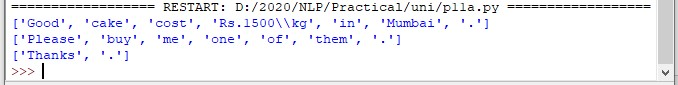 ================= RESTART: D:/2020/NLP/Practical/uni/p11a.py ==================
['Good', 'cake', 'cost', 'Rs.1500\\kg', 'in', 'Mumbai', '.']
['Please', 'buy', 'me', 'one', 'of', 'them', '.']
['Thanks', '.']
>>>